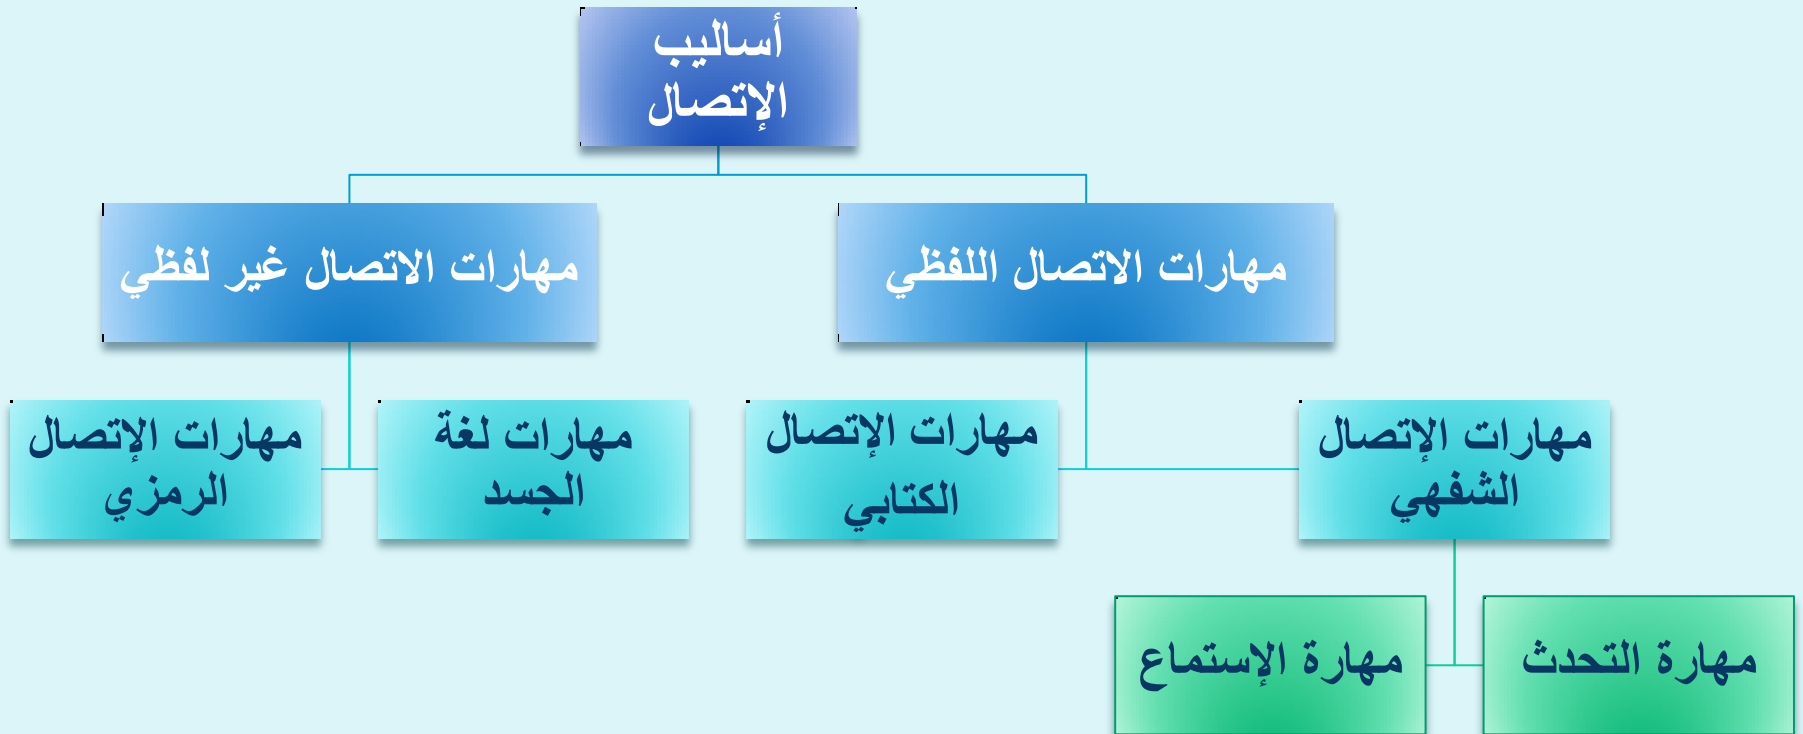 أساليب
الإتصال
مهارات الاتصال اللفظي
مهارات الاتصال غير لفظي
مهارات الإتصال
الشفهي
مهارات الإتصال
الكتابي
مهارات لغة
الجسد
مهارات الإتصال
الرمزي
مهارة التحدث
مهارة الإستماع